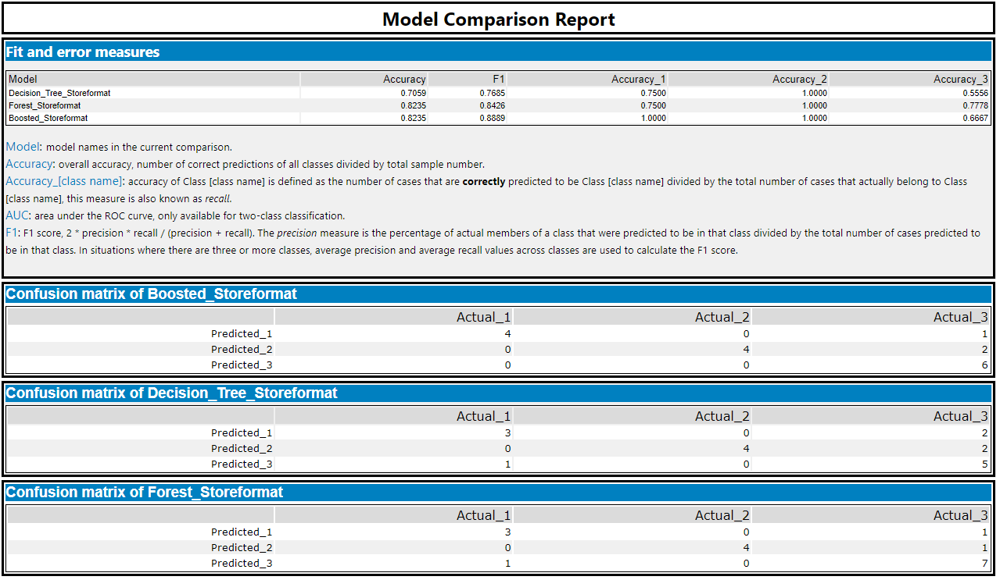 Model Comparison Report
Fit and error measures
Model Accuracy F1 Accuracy_1 Accuracy_2 Accuracy_3
Decision_Tree_Storeformat 0.7059 0.7685 0.7500 1.0000 0.5556
Forest_Storeformat 0.8235 0.8426 0.7500 1.0000 0.7778
Boosted_Storeformat 0.8235 0.8889 1.0000 1.0000 0.6667
Model: model names in the current comparison.
Accuracy: overall accuracy, number of correct predictions of all classes divided by total sample number.
Accuracy_[class name]: accuracy of Class [class name] is defined as the number of cases that are correctly predicted to be Class [class name] divided by the total number of cases that actually belong to Class
[class name], this measure is also known as recall.
AUC: area under the ROC curve, only available for two-class classification.
F1: F1 score, 2 * precision * recall / (precision + recall). The precision measure is the percentage of actual members of a class that were predicted to be in that class divided by the total number of cases predicted to
be in that class. In situations where there are three or more classes, average precision and average recall values across classes are used to calculate the F1 score.
Confusion matrix of Boosted_Storeformat
Actual_1 Actual_2 Actual_3
Predicted_1 4 0 1
Predicted_2 0 4 2
Predicted_3 0 0 6
Confusion matrix of Decision_Tree_Storeformat
Actual_1 Actual_2 Actual_3
Predicted_1 3 0 2
Predicted_2 0 4 2
Predicted_3 1 0 5
Confusion matrix of Forest_Storeformat
Actual_1 Actual_2 Actual_3
Predicted_1 3 0 1
Predicted_2 0 4 1
Predicted_3 1 0 7